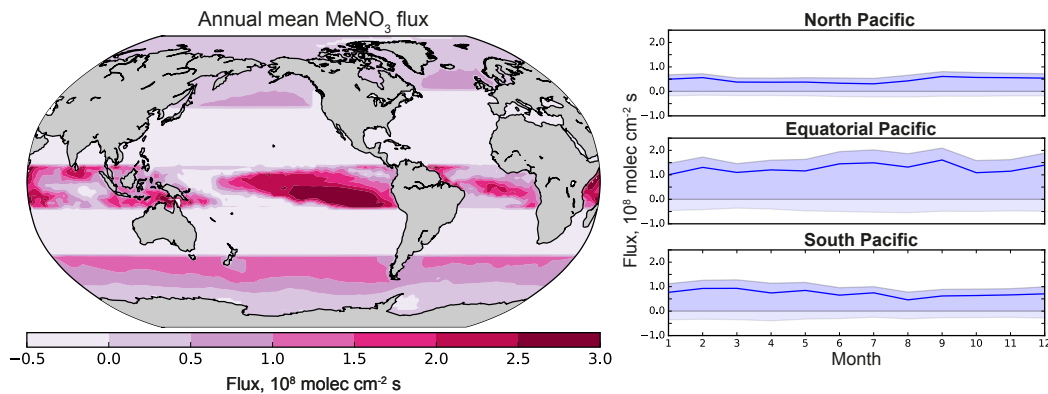 Annual mean MeNO₃ flux
−0.5 0.0 0.5 1.0 1.5 2.0 2.5 3.0
Flux, 10⁸ molec cm⁻² s
Flux, 10⁸ molec cm⁻² s
North Pacific
2.0
1.0
0.0
−1.0
Equatorial Pacific
2.0
1.0
0.0
−1.0
South Pacific
2.0
1.0
0.0
−1.0
1 2 3 4 5 6 7 8 9 10 11 12
Month